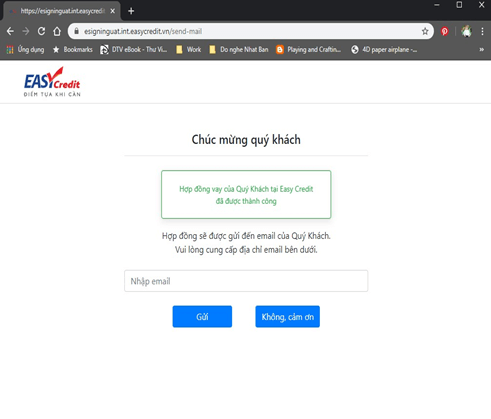 https://esigninguat.int.easycredit.
esigninguat.int.easycredit.vn/send-mail
Ứng dụng
Bookmarks
DTV eBook - Thư Vi...
Work
Do nghe Nhat Ban
Playing and Craftin...
4D paper airplane -...
EASY Credit
ĐIỂM TỰA KHI CẦN
Chúc mừng quý khách
Hợp đồng vay của Quý Khách tại Easy Credit
đã được thành công
Hợp đồng sẽ được gửi đến email của Quý Khách.
Vui lòng cung cấp địa chỉ email bên dưới.
Nhập email
Gửi
Không, cảm ơn